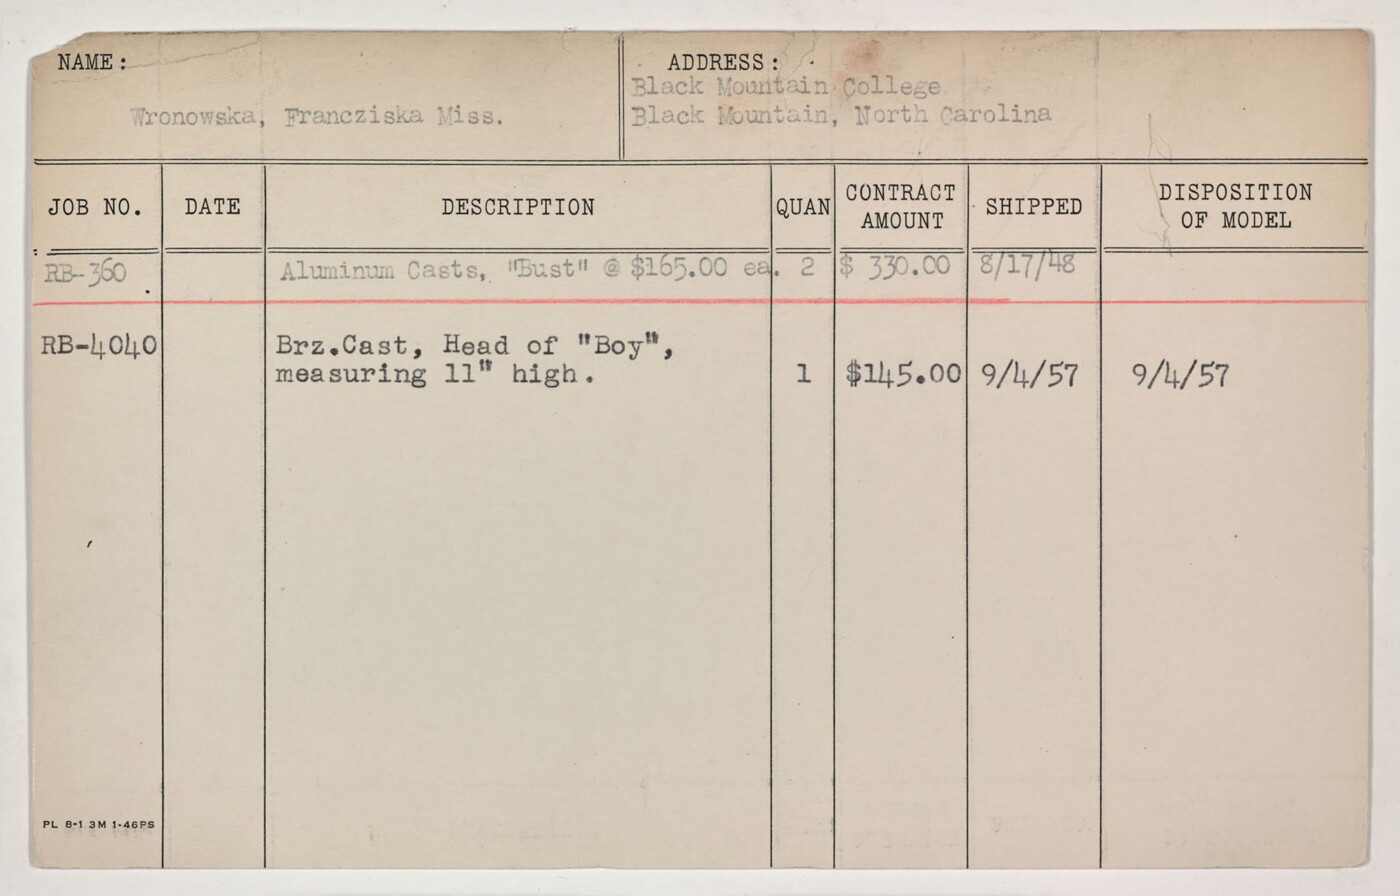 NAME:
Wronowska, Francziska Miss.
ADDRESS:
Black Mountain College
Black Mountain, North Carolina
JOB NO. DATE DESCRIPTION QUAN CONTRACT AMOUNT SHIPPED DISPOSITION OF MODEL
RB-360 Aluminum Casts, "Bust" @ $165.00 ea. 2 $ 330.00 8/17/48
RB-4040 Brz.Cast, Head of "Boy",
measuring 11" high. 1 $145.00 9/4/57 9/4/57
PL 8-1 3M 1-46PS